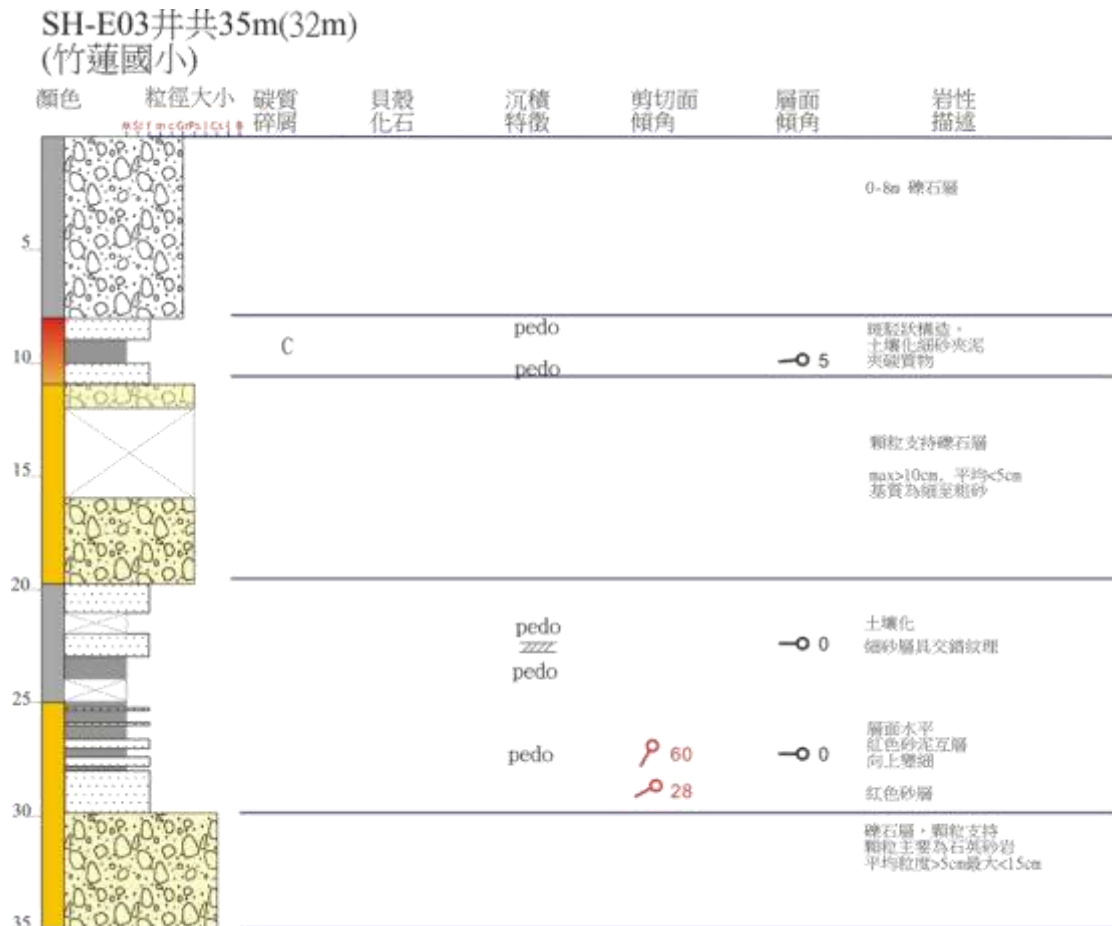 SH-E03井共35m(32m)
(竹蓮國小)
顏色 粒徑大小 碳質碎屑 貝殼化石 沉積特徵 剪切面傾角 層面傾角 岩性描述
0-8m 礫石層
5
pedo
斑駁狀構造,
C
土壤化細砂夾泥
10
pedo
5
夾碳質物
顆粒支持礫石層
15
max>10cm, 平均<5cm
基質為細至粗砂
20
pedo
土壤化
0
細砂層具交錯紋理
pedo
25
層面水平
pedo
60
0
紅色砂泥互層
向上變細
28
紅色砂層
30
礫石層,顆粒支持
顆粒主要為石英砂岩
平均粒度>5cm最大<15cm
35